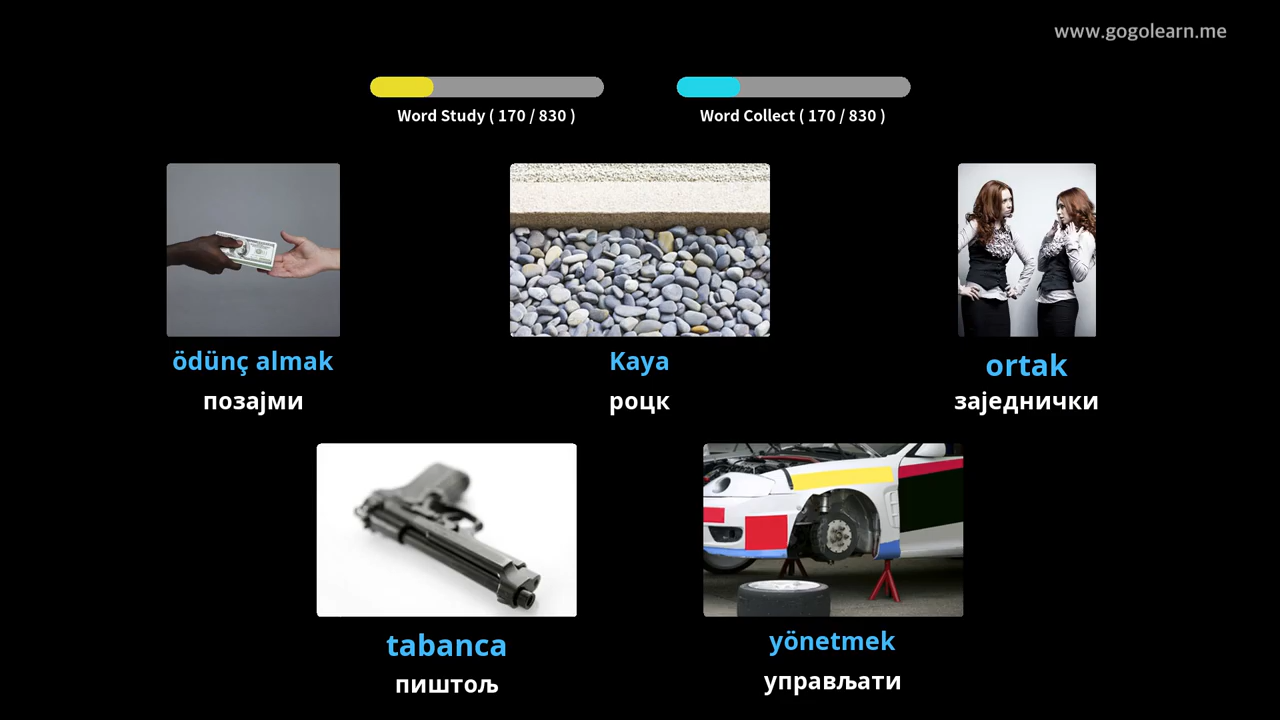 www.gogolearn.me
Word Study ( 170 / 830 )
Word Collect ( 170 / 830 )
ödünç almak
позајми
Kaya
роцк
ortak
заједнички
tabanca
пиштољ
yönetmek
управљати